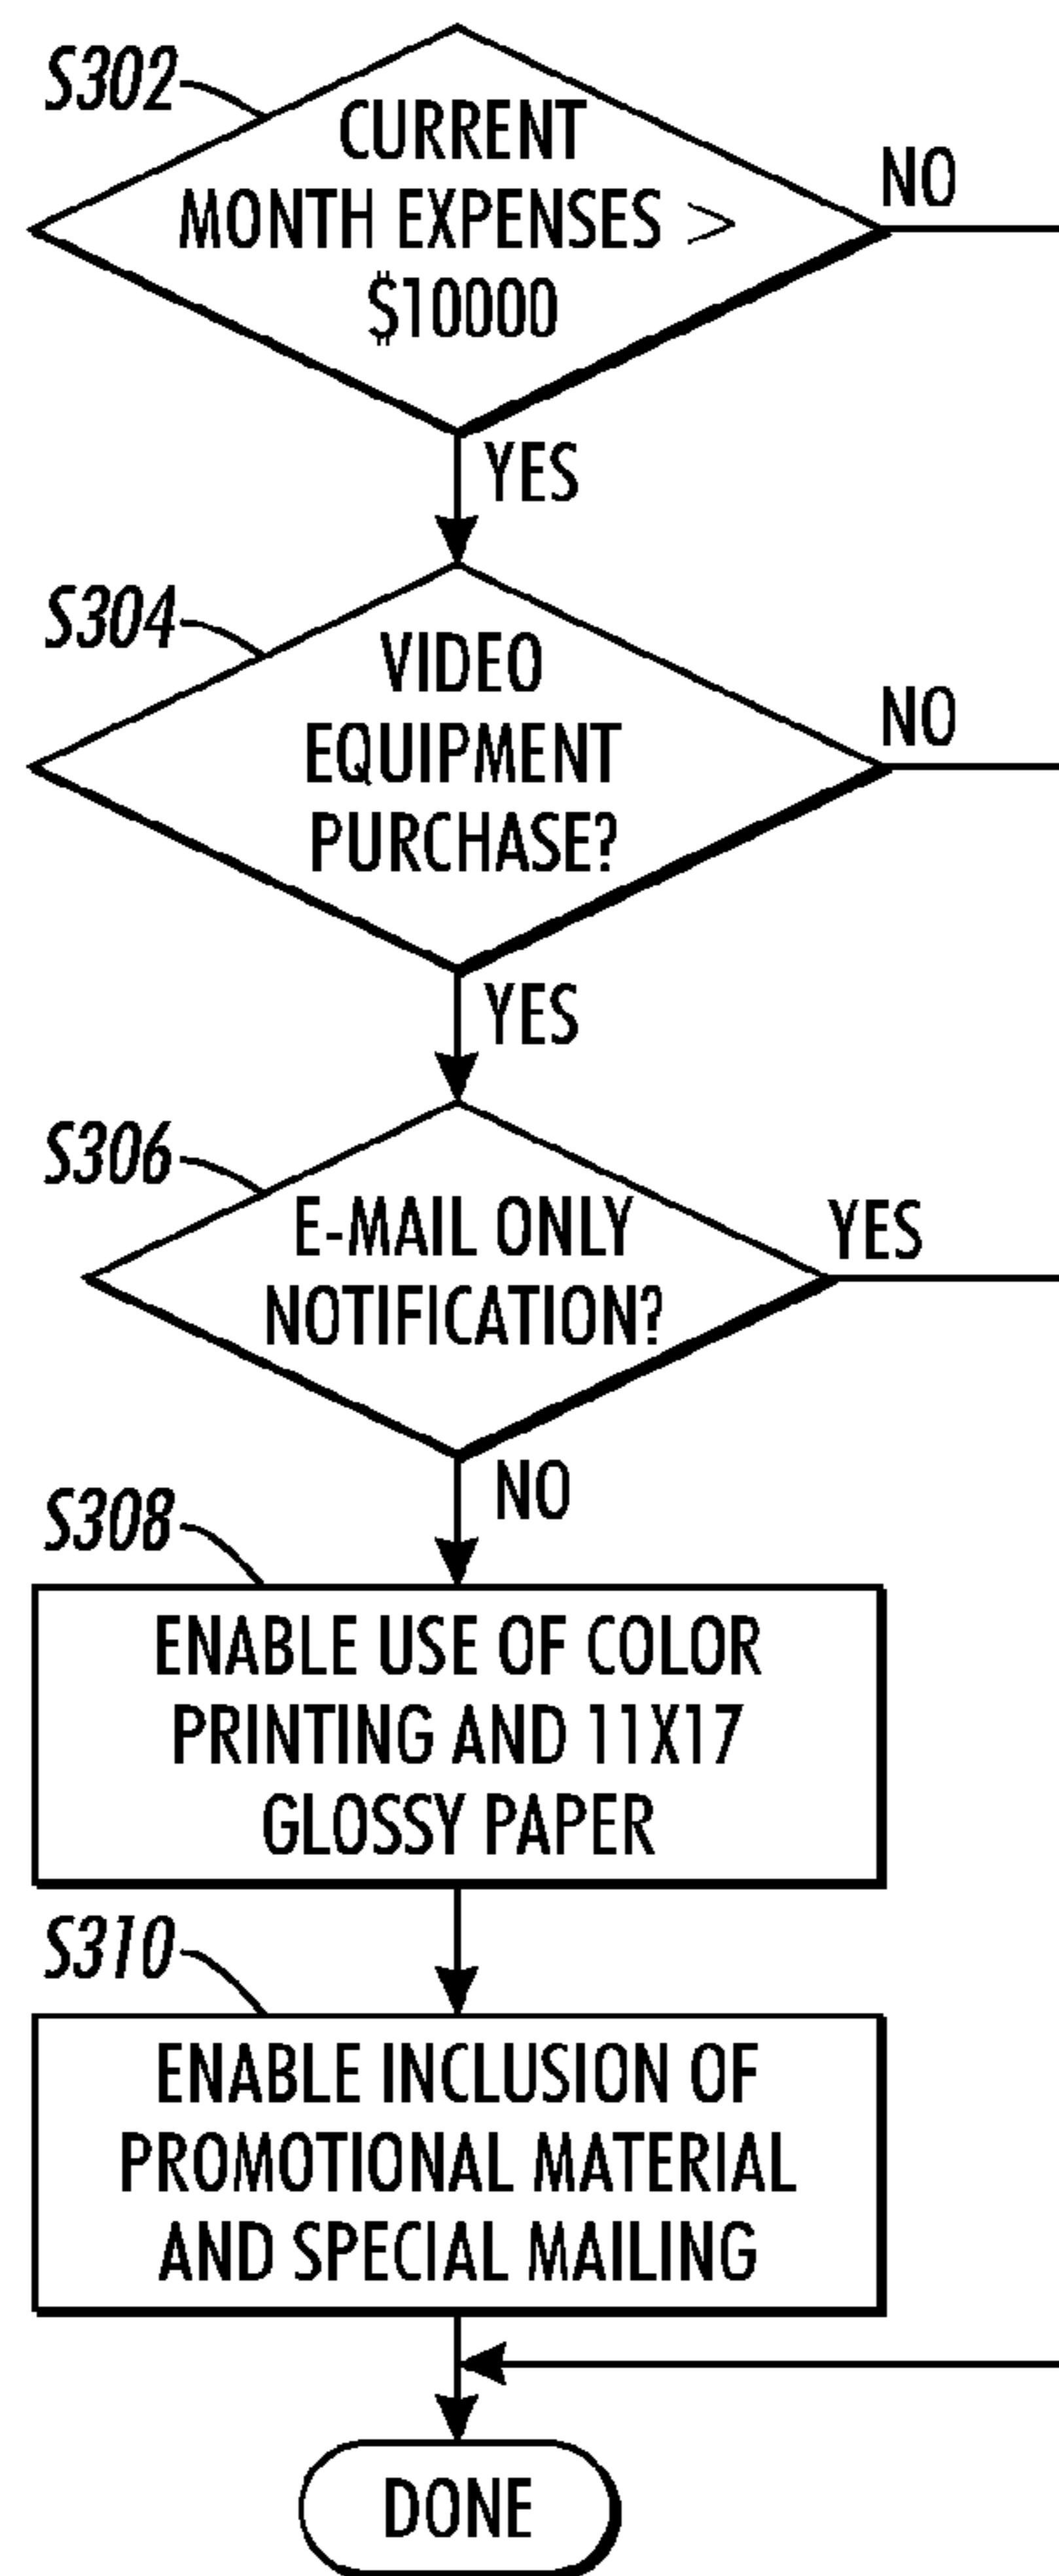 S302
CURRENT
MONTH EXPENSES >
$10000
NO
YES
S304
VIDEO
EQUIPMENT
PURCHASE?
NO
YES
S306
E-MAIL ONLY
NOTIFICATION?
YES
NO
S308
ENABLE USE OF COLOR
PRINTING AND 11X17
GLOSSY PAPER
S310
ENABLE INCLUSION OF
PROMOTIONAL MATERIAL
AND SPECIAL MAILING
DONE